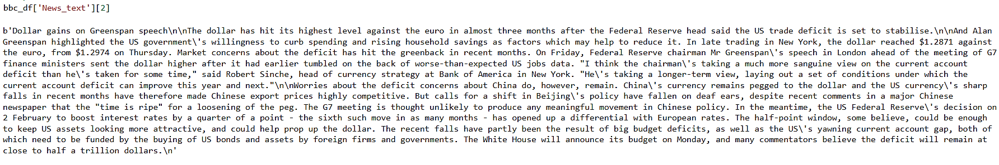 bbc_df['News_text'][2]
b'Dollar gains on Greenspan speech\n\nThe dollar has hit its highest level against the euro in almost three months after the Federal Reserve head said the US trade deficit is set to stabilise.\n\nAnd Alan
Greenspan highlighted the US government\'s willingness to curb spending and rising household savings as factors which may help to reduce it. In late trading in New York, the dollar reached $1.2871 against
the euro, from $1.2974 on Thursday. Market concerns about the deficit has hit the greenback in recent months. On Friday, Federal Reserve chairman Mr Greenspan\'s speech in London ahead of the meeting of G7
finance ministers sent the dollar higher after it had earlier tumbled on the back of worse-than-expected US jobs data. "I think the chairman\'s taking a much more sanguine view on the current account
deficit than he\'s taken for some time," said Robert Sinche, head of currency strategy at Bank of America in New York. "He\'s taking a longer-term view, laying out a set of conditions under which the
current account deficit can improve this year and next."\n\nWorries about the deficit concerns about China do, however, remain. China\'s currency remains pegged to the dollar and the US currency\'s sharp
falls in recent months have therefore made Chinese export prices highly competitive. But calls for a shift in Beijing\'s policy have fallen on deaf ears, despite recent comments in a major Chinese
newspaper that the "time is ripe" for a loosening of the peg. The G7 meeting is thought unlikely to produce any meaningful movement in Chinese policy. In the meantime, the US Federal Reserve\'s decision on
2 February to boost interest rates by a quarter of a point - the sixth such move in as many months - has opened up a differential with European rates. The half-point window, some believe, could be enough
to keep US assets looking more attractive, and could help prop up the dollar. The recent falls have partly been the result of big budget deficits, as well as the US\'s yawning current account gap, both of
which need to be funded by the buying of US bonds and assets by foreign firms and governments. The White House will announce its budget on Monday, and many commentators believe the deficit will remain at
close to half a trillion dollars.\n'